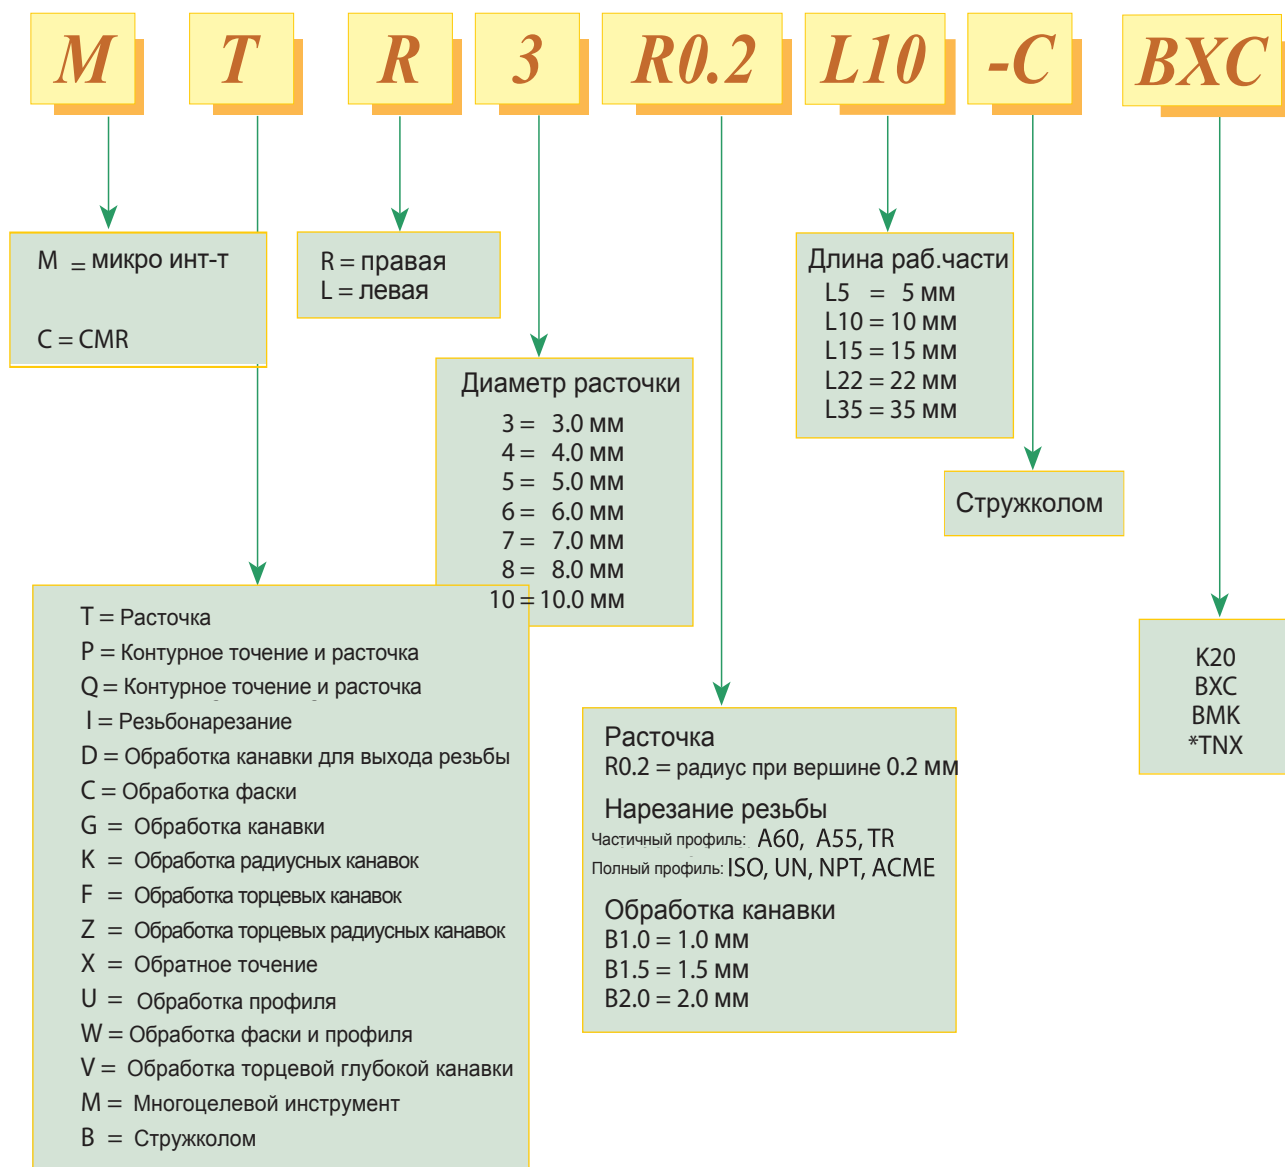 M T R 3 R0.2 L10 -C BXC
M = микро инт-т
C = CMR
R = правая
L = левая
Диаметр расточки
3 = 3.0 мм
4 = 4.0 мм
5 = 5.0 мм
6 = 6.0 мм
7 = 7.0 мм
8 = 8.0 мм
10 = 10.0 мм
Длина раб.части
L5 = 5 мм
L10 = 10 мм
L15 = 15 мм
L22 = 22 мм
L35 = 35 мм
Стружколом
T = Расточка
P = Контурное точение и расточка
Q = Контурное точение и расточка
I = Резьбонарезание
D = Обработка канавки для выхода резьбы
C = Обработка фаски
G = Обработка канавки
K = Обработка радиусных канавок
F = Обработка торцевых канавок
Z = Обработка торцевых радиусных канавок
X = Обратное точение
U = Обработка профиля
W = Обработка фаски и профиля
V = Обработка торцевой глубокой канавки
M = Многоцелевой инструмент
B = Стружколом
Расточка
R0.2 = радиус при вершине 0.2 мм
Нарезание резьбы
Частичный профиль: A60, A55, TR
Полный профиль: ISO, UN, NPT, ACME
Обработка канавки
B1.0 = 1.0 мм
B1.5 = 1.5 мм
B2.0 = 2.0 мм
K20
BXC
BMK
*TNX